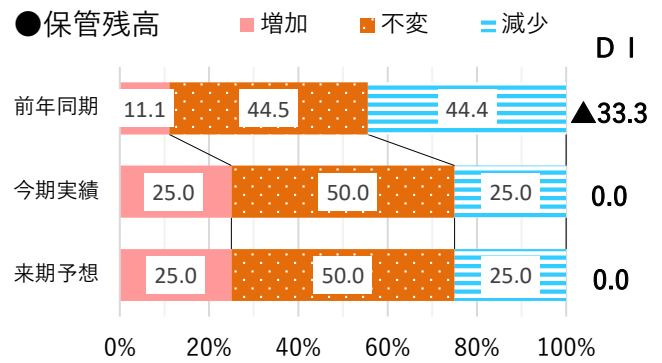 ●保管残高 増加 不変 減少
ＤＩ
前年同期 11.1 44.5 44.4 ▲33.3
今期実績 25.0 50.0 25.0 0.0
来期予想 25.0 50.0 25.0 0.0
0% 20% 40% 60% 80% 100%